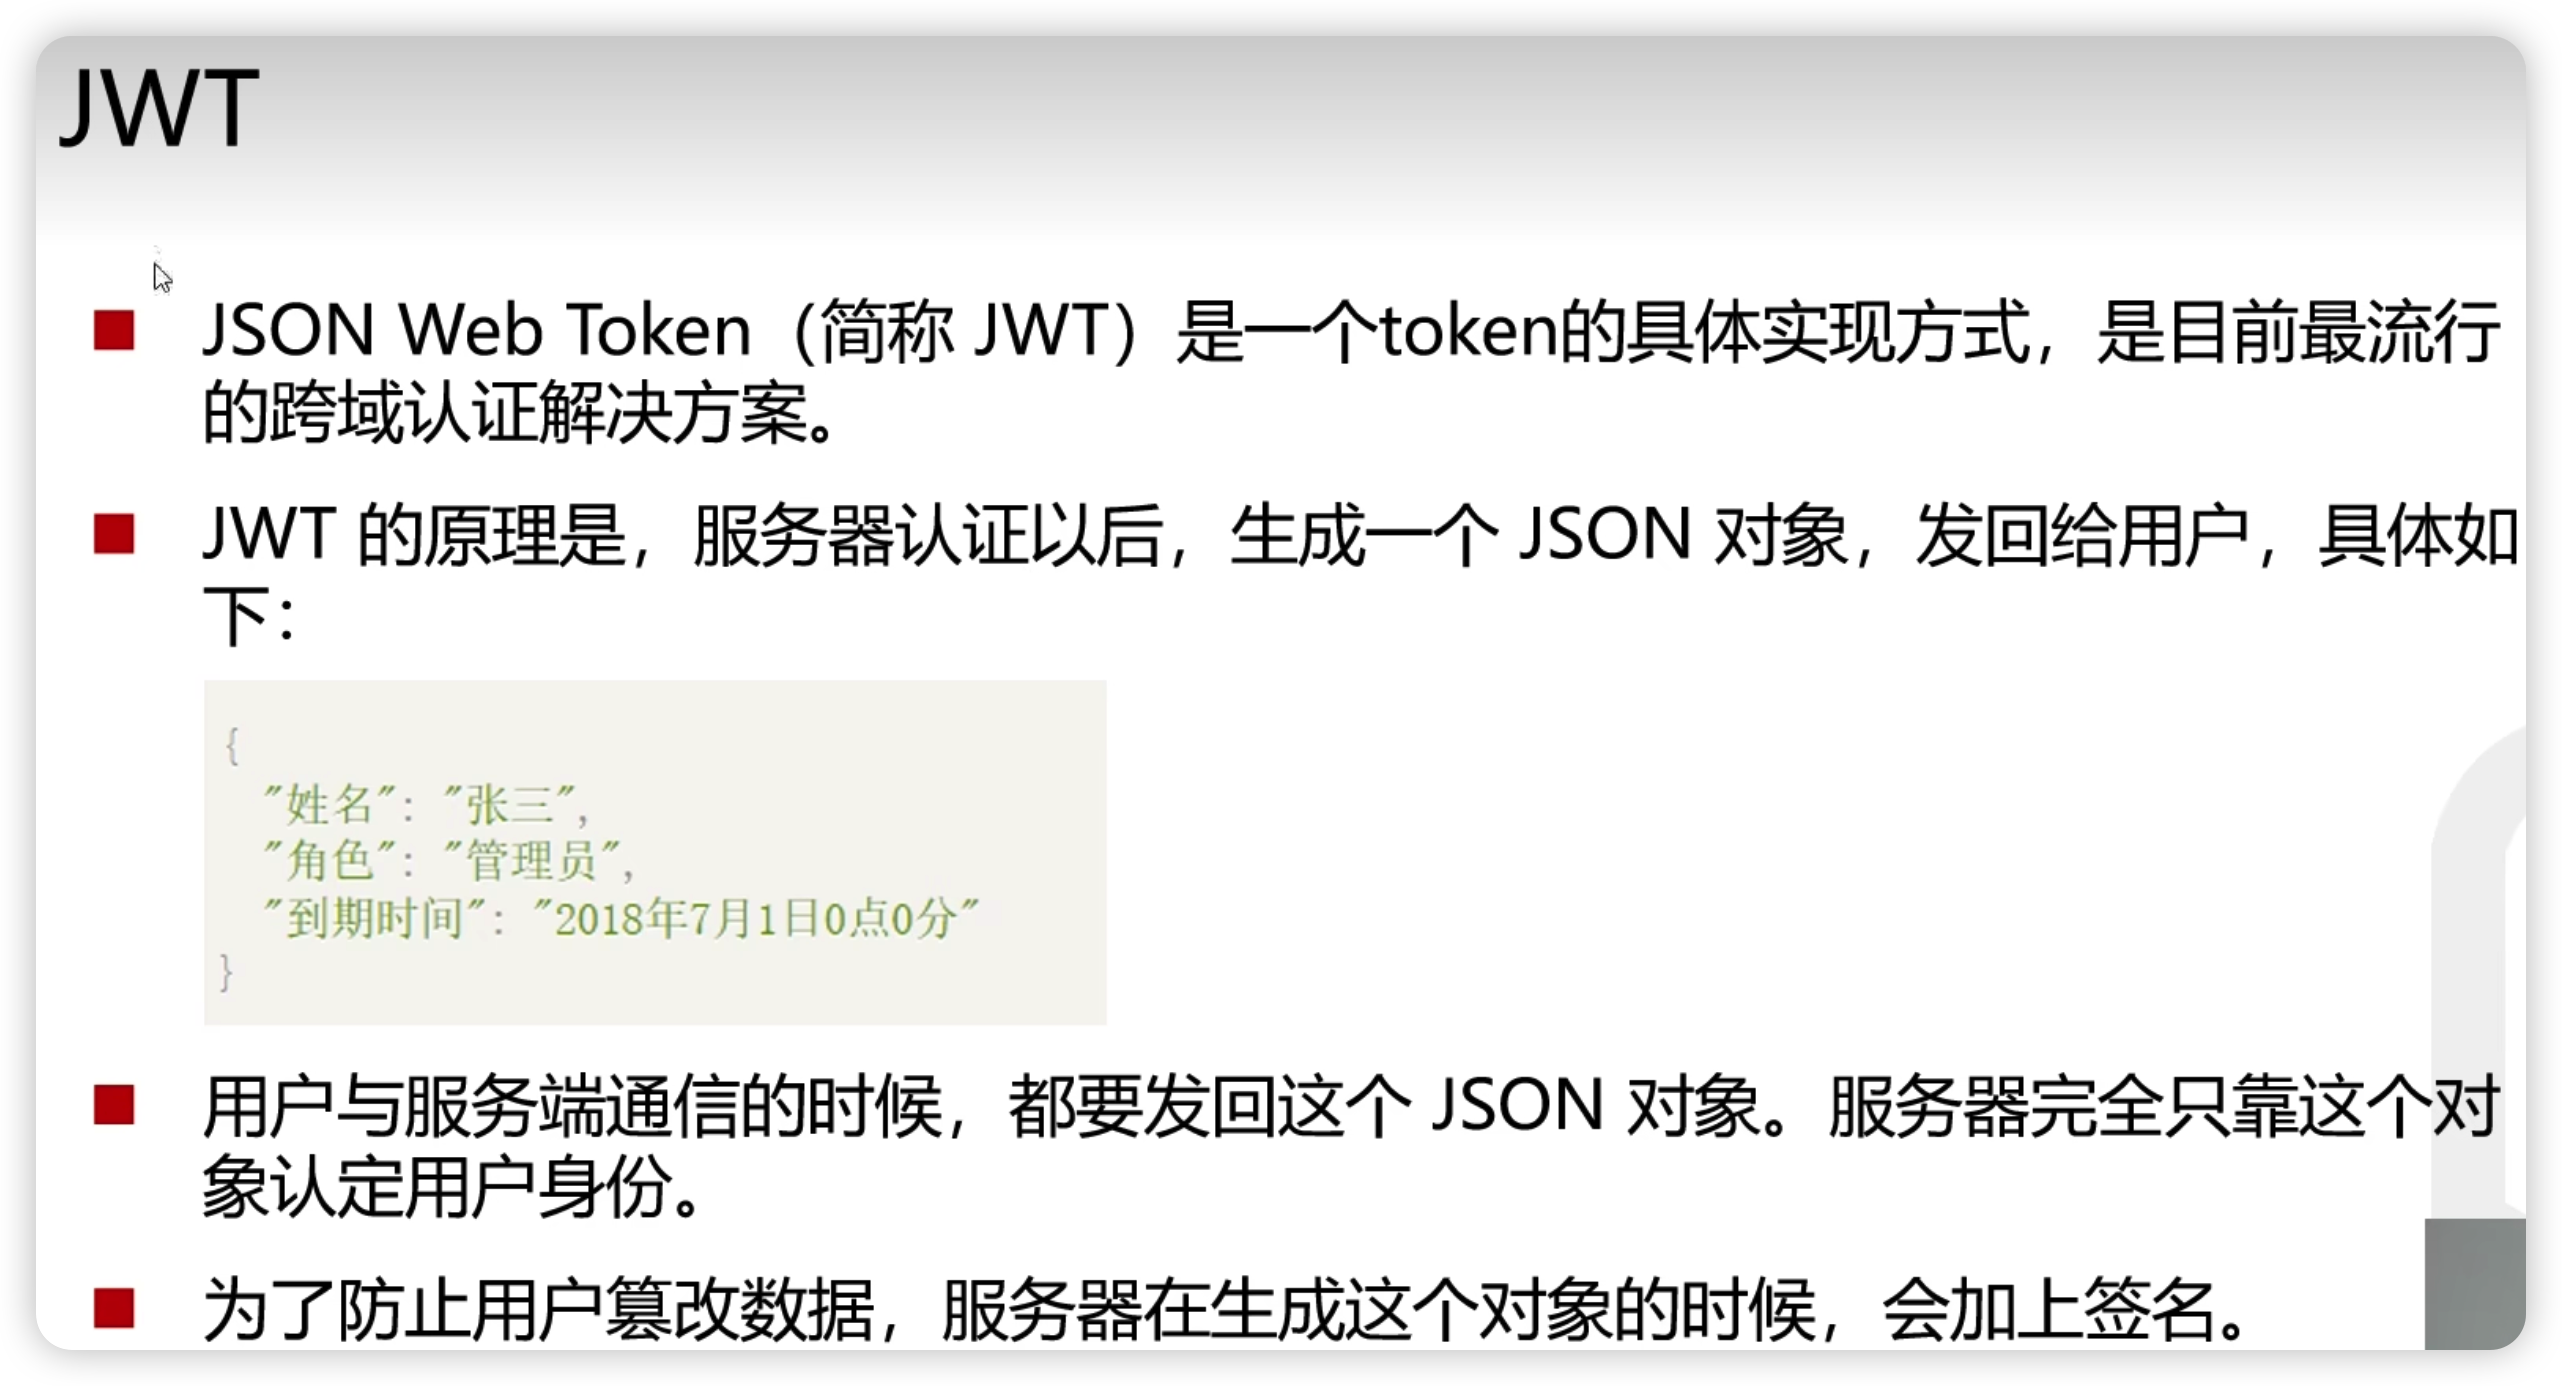 JWT
JSON Web Token（简称 JWT）是一个token的具体实现方式，是目前最流行
的跨域认证解决方案。
JWT 的原理是，服务器认证以后，生成一个 JSON 对象，发回给用户，具体如
下：
{
"姓名": "张三",
"角色": "管理员",
"到期时间": "2018年7月1日0点0分"
}
用户与服务端通信的时候，都要发回这个 JSON 对象。服务器完全只靠这个对
象认定用户身份。
为了防止用户篡改数据，服务器在生成这个对象的时候，会加上签名。